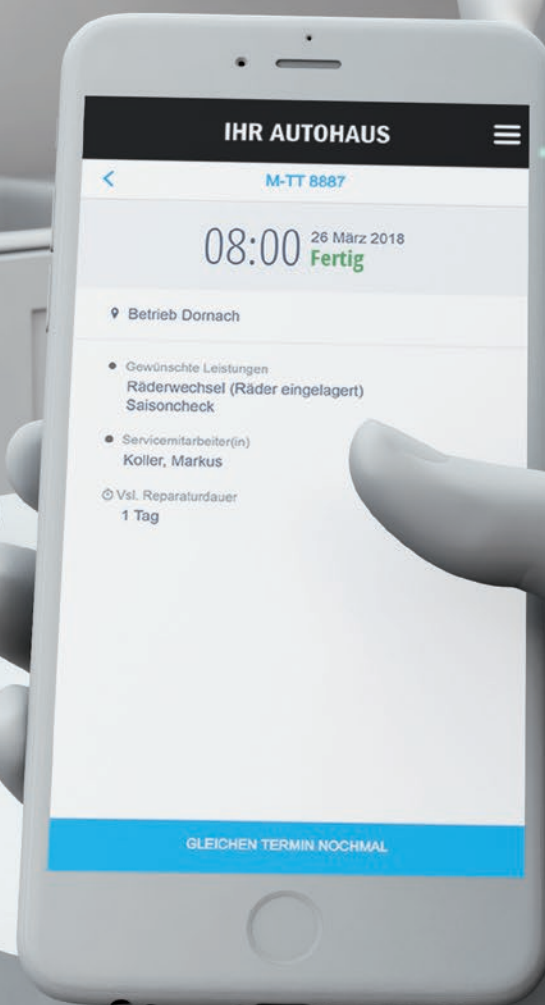 IHR AUTOHAUS
M-TT 8887
08:00 26 März 2018
Fertig
Betrieb Dornach
Gewünschte Leistungen
Räderwechsel (Räder eingelagert)
Saisoncheck
Servicemitarbeiter(in)
Koller, Markus
Vsl. Reparaturdauer
1 Tag
GLEICHEN TERMIN NOCHMAL